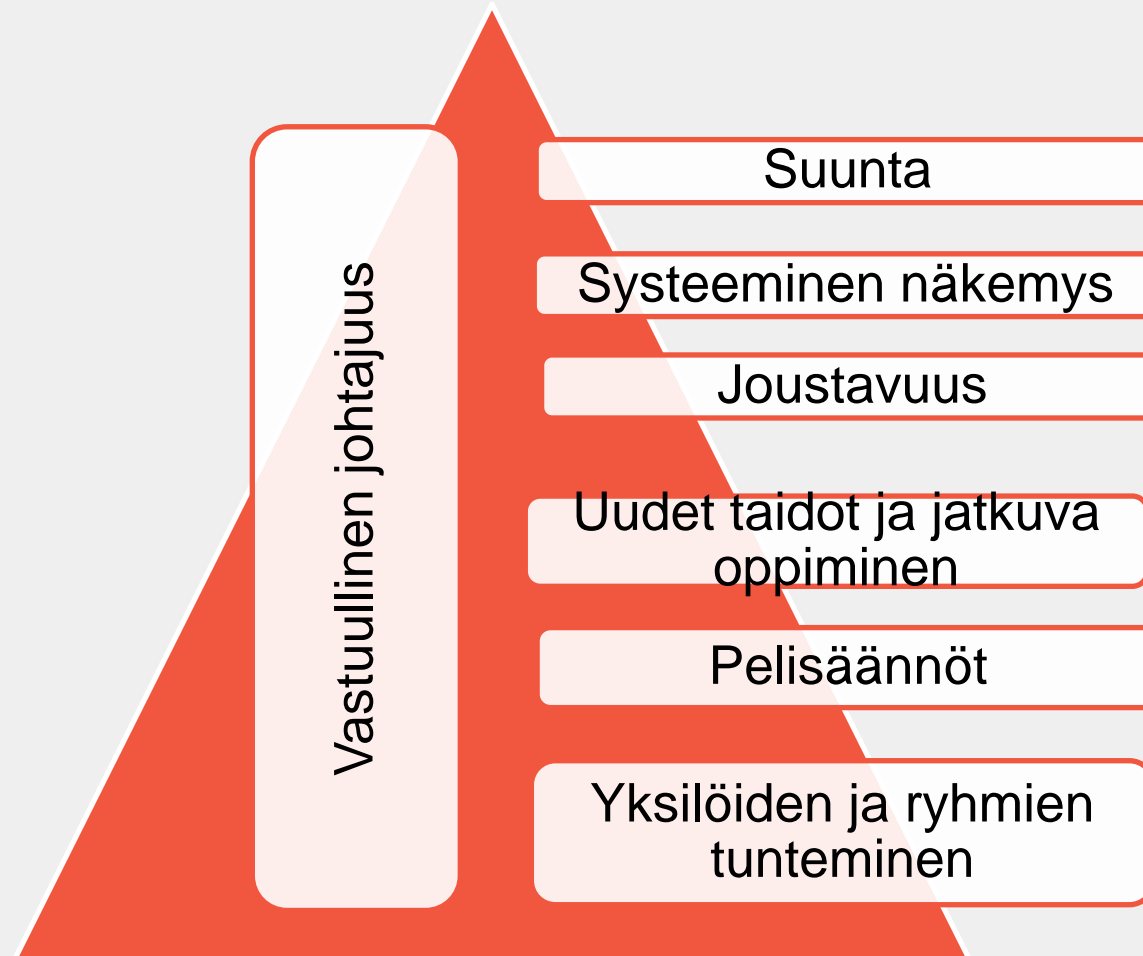 Vastuullinen johtajuus
Suunta
Systeeminen näkemys
Joustavuus
Uudet taidot ja jatkuva
oppiminen
Pelisäännöt
Yksilöiden ja ryhmien
tunteminen